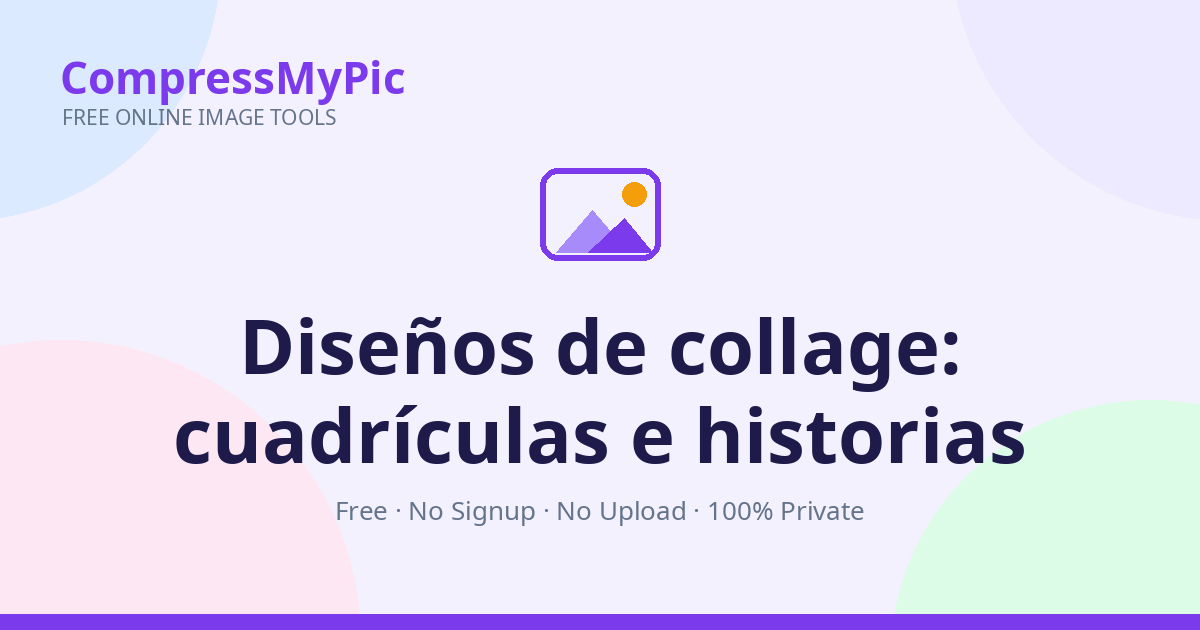 CompressMyPic
FREE ONLINE IMAGE TOOLS
Diseños de collage:
cuadrículas e historias
Free · No Signup · No Upload · 100% Private